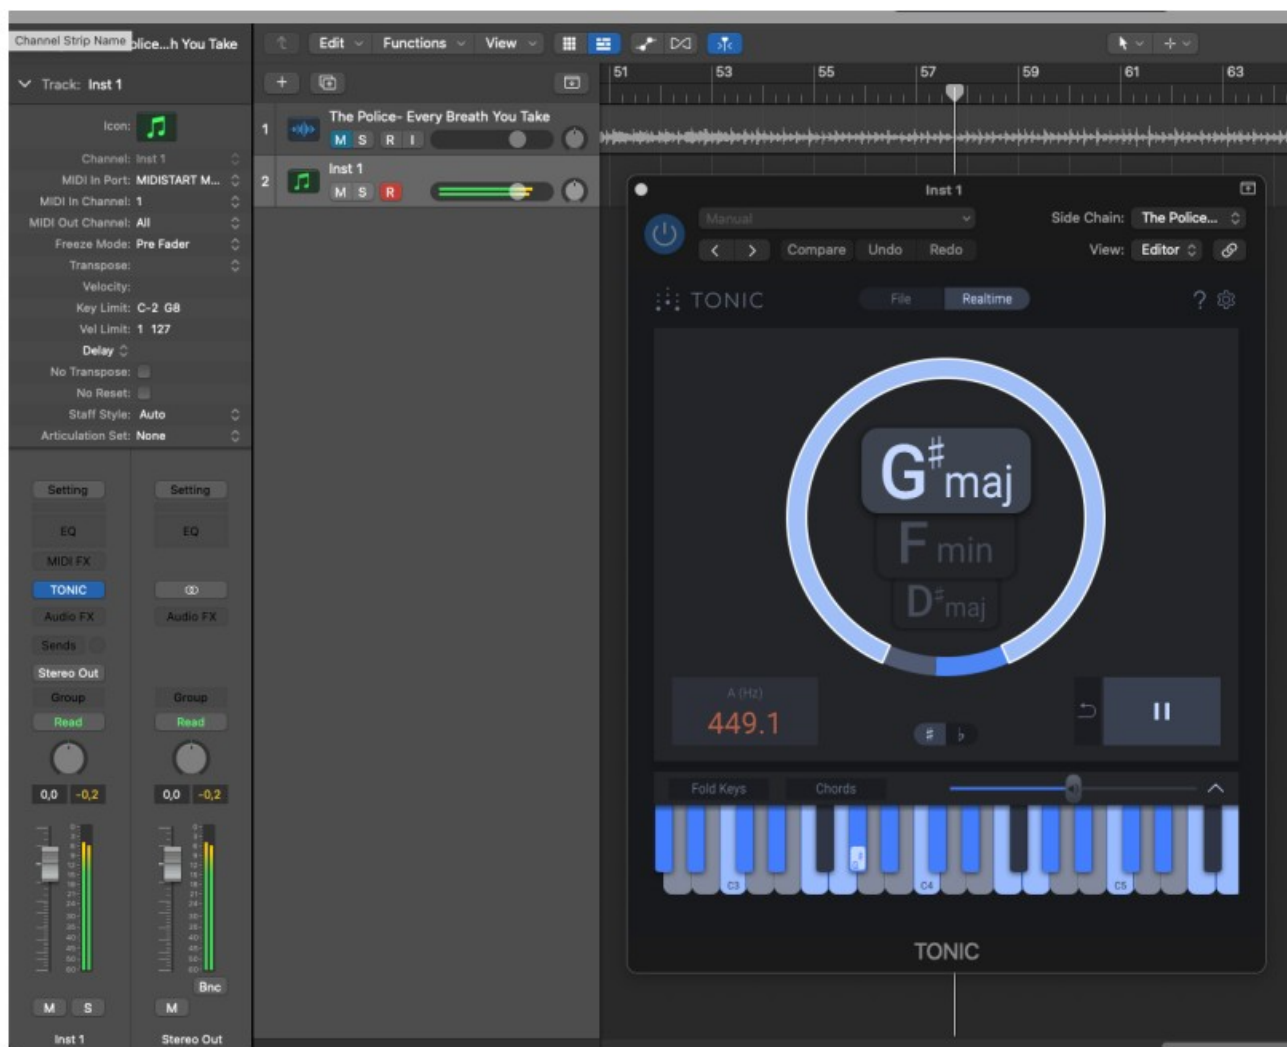 Channel Strip Name olice...h You Take
Edit Functions View
Track: Inst 1
51 53 55 57 59 61 63
Icon:
Channel: Inst 1
MIDI In Port: MIDISTART M...
MIDI In Channel: 1
MIDI Out Channel: All
Freeze Mode: Pre Fader
Transpose:
Velocity:
Key Limit: C-2 G8
Vel Limit: 1 127
Delay
No Transpose:
No Reset:
Staff Style: Auto
Articulation Set: None
1 The Police- Every Breath You Take
M S R I
2 Inst 1
M S R
Inst 1
Manual
Side Chain: The Police...
Compare Undo Redo
View: Editor
TONIC
File Realtime
?
G♯maj
F min
D♯maj
A (Hz)
449.1
♯ ♭
Fold Keys Chords
C3 G♯ C4 C5
TONIC
Setting Setting
EQ EQ
MIDI FX
TONIC
Audio FX Audio FX
Sends
Stereo Out
Group Group
Read Read
0,0 -0,2 0,0 -0,2
Bnc
M S M
Inst 1 Stereo Out